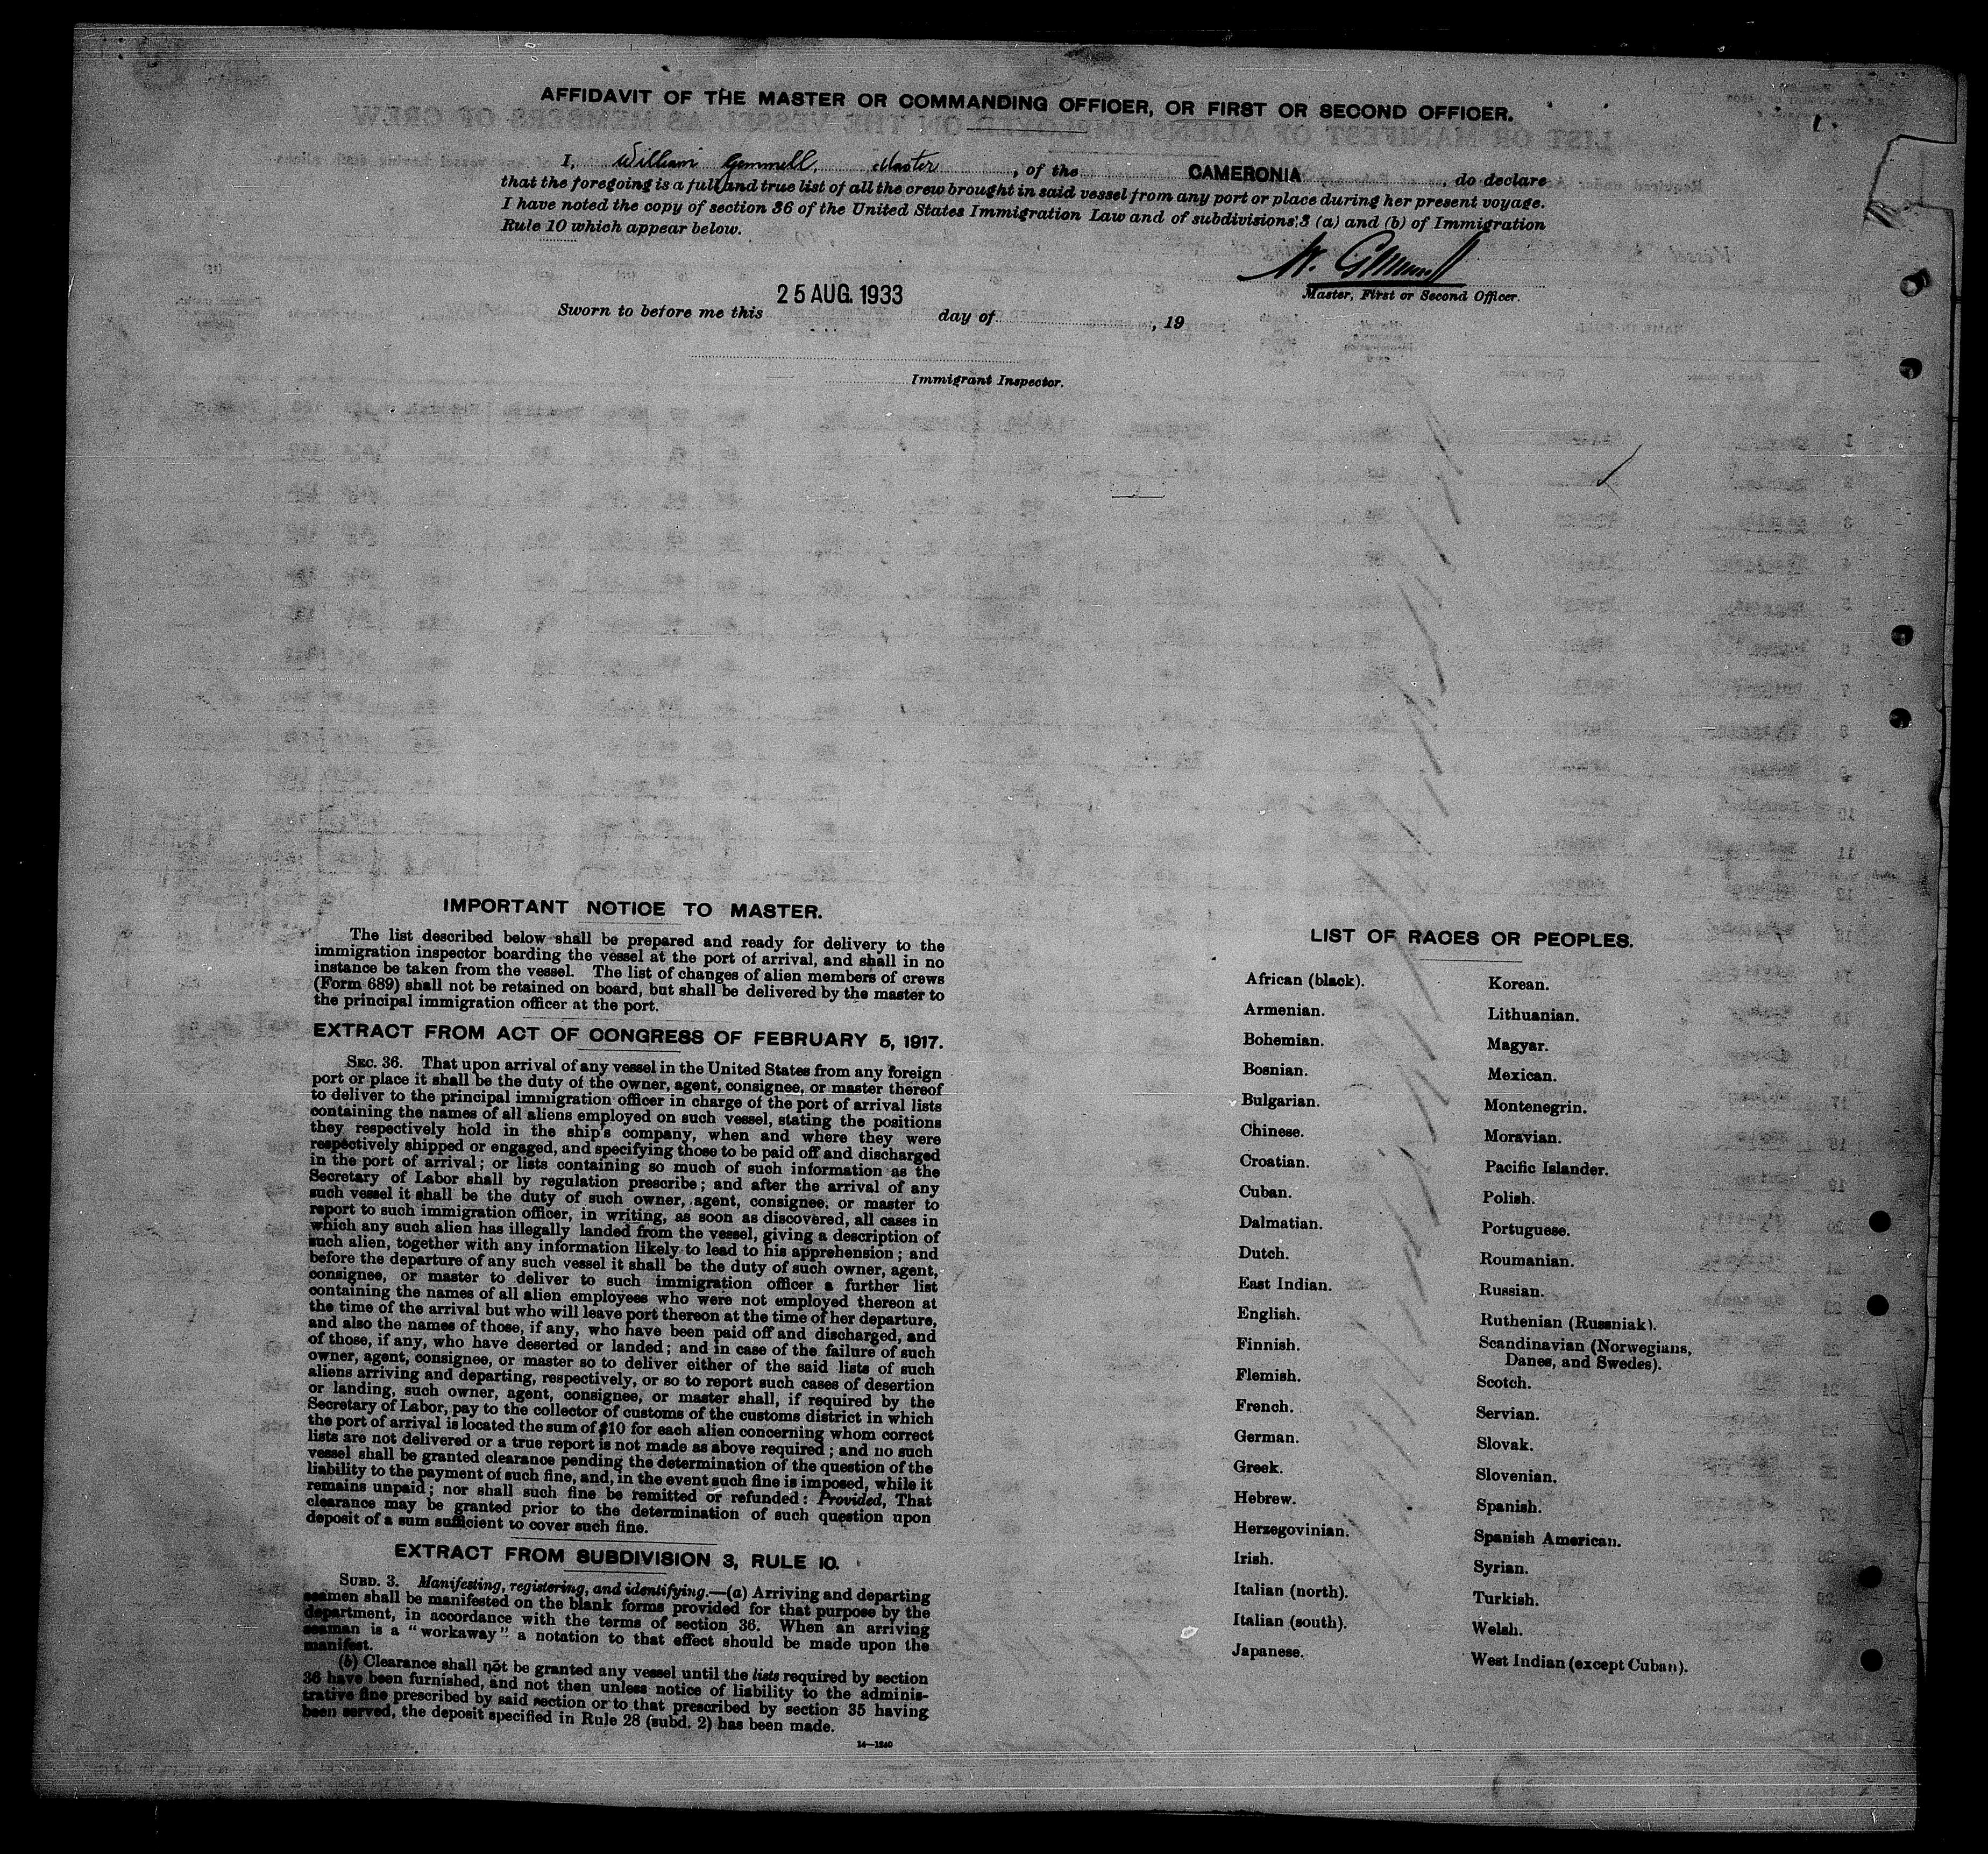 AFFIDAVIT OF THE MASTER OR COMMANDING OFFICER, OR FIRST OR SECOND OFFICER.
I, William Gemmell, Master, of the CAMERONIA, do declare
that the foregoing is a full and true list of all the crew brought in said vessel from any port or place during her present voyage.
I have noted the copy of section 36 of the United States Immigration Law and of subdivisions 3 (a) and (b) of Immigration
Rule 10 which appear below.
W. Gemmell
Master, First or Second Officer.
25 AUG. 1933
Sworn to before me this day of , 19
Immigrant Inspector.
IMPORTANT NOTICE TO MASTER.
The list described below shall be prepared and ready for delivery to the
immigration inspector boarding the vessel at the port of arrival, and shall in no
instance be taken from the vessel. The list of changes of alien members of crews
(Form 689) shall not be retained on board, but shall be delivered by the master to
the principal immigration officer at the port.
EXTRACT FROM ACT OF CONGRESS OF FEBRUARY 5, 1917.
SEC. 36. That upon arrival of any vessel in the United States from any foreign
port or place it shall be the duty of the owner, agent, consignee, or master thereof
to deliver to the principal immigration officer in charge of the port of arrival lists
containing the names of all aliens employed on such vessel, stating the positions
they respectively hold in the ship's company, when and where they were
respectively shipped or engaged, and specifying those to be paid off and discharged
in the port of arrival; or lists containing so much of such information as the
Secretary of Labor shall by regulation prescribe; and after the arrival of any
such vessel it shall be the duty of such owner, agent, consignee, or master to
report to such immigration officer, in writing, as soon as discovered, all cases in
which any such alien has illegally landed from the vessel, giving a description of
such alien, together with any information likely to lead to his apprehension; and
before the departure of any such vessel it shall be the duty of such owner, agent,
consignee, or master to deliver to such immigration officer a further list
containing the names of all alien employees who were not employed thereon at
the time of the arrival but who will leave port thereon at the time of her departure,
and also the names of those, if any, who have been paid off and discharged, and
of those, if any, who have deserted or landed; and in case of the failure of such
owner, agent, consignee, or master so to deliver either of the said lists of such
aliens arriving and departing, respectively, or so to report such cases of desertion
or landing, such owner, agent, consignee, or master shall, if required by the
Secretary of Labor, pay to the collector of customs of the customs district in which
the port of arrival is located the sum of $10 for each alien concerning whom correct
lists are not delivered or a true report is not made as above required; and no such
vessel shall be granted clearance pending the determination of the question of the
liability to the payment of such fine, and, in the event such fine is imposed, while it
remains unpaid; nor shall such fine be remitted or refunded: Provided, That
clearance may be granted prior to the determination of such question upon
deposit of a sum sufficient to cover such fine.
EXTRACT FROM SUBDIVISION 3, RULE 10.
SUBD. 3. Manifesting, registering, and identifying.—(a) Arriving and departing
seamen shall be manifested on the blank forms provided for that purpose by the
department, in accordance with the terms of section 36. When an arriving
seaman is a "workaway" a notation to that effect should be made upon the
manifest.
(b) Clearance shall not be granted any vessel until the lists required by section
36 have been furnished, and not then unless notice of liability to the adminis-
trative fine prescribed by said section or to that prescribed by section 35 having
been served, the deposit specified in Rule 28 (subd. 2) has been made.
14—1240
LIST OF RACES OR PEOPLES.
African (black).
Armenian.
Bohemian.
Bosnian.
Bulgarian.
Chinese.
Croatian.
Cuban.
Dalmatian.
Dutch.
East Indian.
English.
Finnish.
Flemish.
French.
German.
Greek.
Hebrew.
Herzegovinian.
Irish.
Italian (north).
Italian (south).
Japanese.
Korean.
Lithuanian.
Magyar.
Mexican.
Montenegrin.
Moravian.
Pacific Islander.
Polish.
Portuguese.
Roumanian.
Russian.
Ruthenian (Russniak).
Scandinavian (Norwegians,
Danes, and Swedes).
Scotch.
Servian.
Slovak.
Slovenian.
Spanish.
Spanish American.
Syrian.
Turkish.
Welsh.
West Indian (except Cuban).